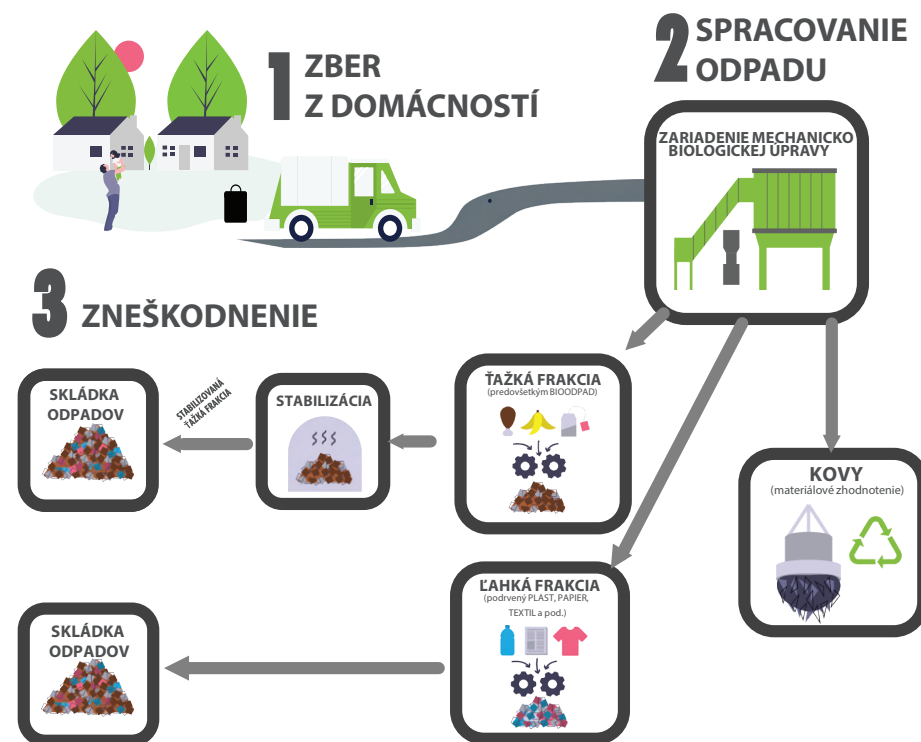 1 ZBER
Z DOMÁCNOSTÍ
2 SPRACOVANIE
ODPADU
ZARIADENIE MECHANICKO
BIOLOGICKEJ ÚPRAVY
3 ZNEŠKODNENIE
SKLÁDKA
ODPADOV
STABILIZOVANÁ
ŤAŽKÁ FRAKCIA
STABILIZÁCIA
ŤAŽKÁ FRAKCIA
(predovšetkým BIOODPAD)
KOVY
(materiálové zhodnotenie)
ĽAHKÁ FRAKCIA
(podrvený PLAST, PAPIER,
TEXTIL a pod.)
SKLÁDKA
ODPADOV